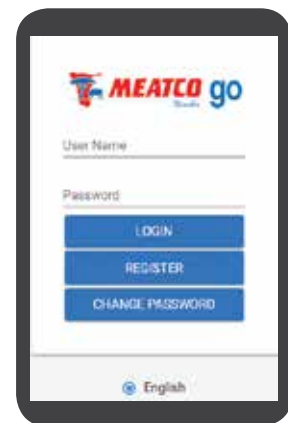 MEATCO go
User Name
Password
LOGIN
REGISTER
CHANGE PASSWORD
English